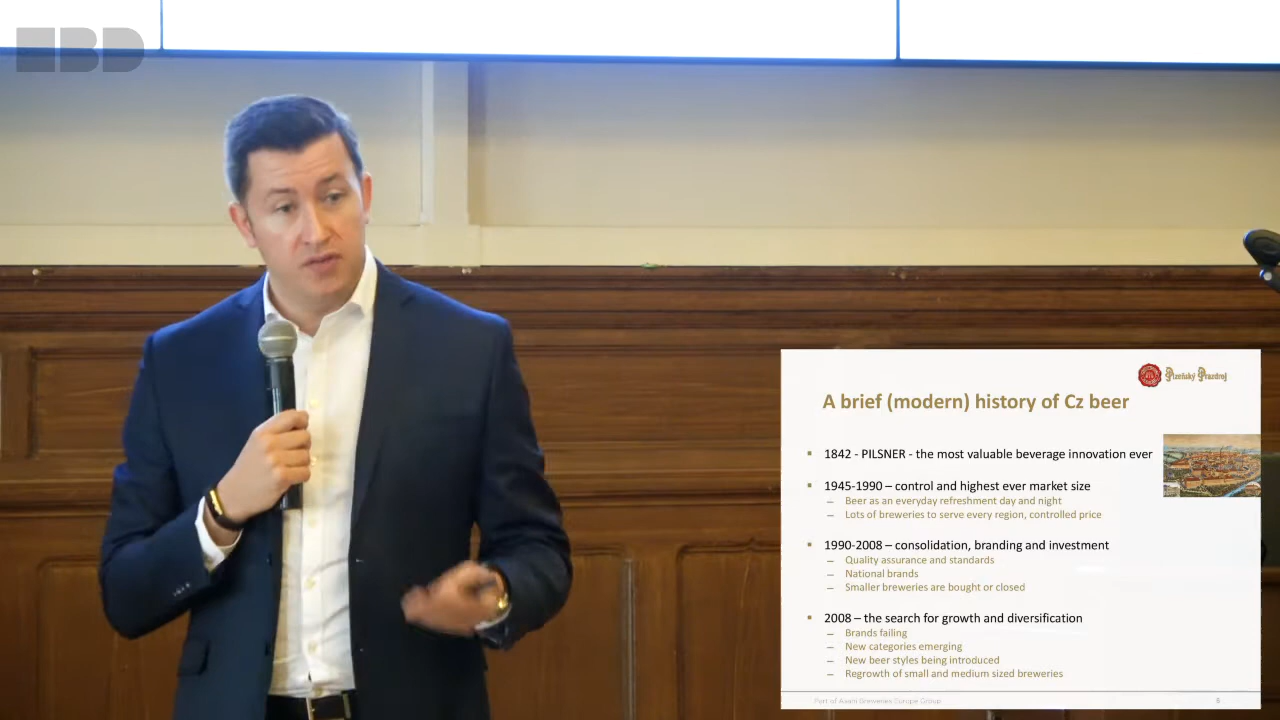 IBD
Plzeňský Prazdroj
A brief (modern) history of Cz beer
▪ 1842 - PILSNER - the most valuable beverage innovation ever
▪ 1945-1990 – control and highest ever market size
– Beer as an everyday refreshment day and night
– Lots of breweries to serve every region, controlled price
▪ 1990-2008 – consolidation, branding and investment
– Quality assurance and standards
– National brands
– Smaller breweries are bought or closed
▪ 2008 – the search for growth and diversification
– Brands failing
– New categories emerging
– New beer styles being introduced
– Regrowth of small and medium sized breweries
Part of Asahi Breweries Europe Group